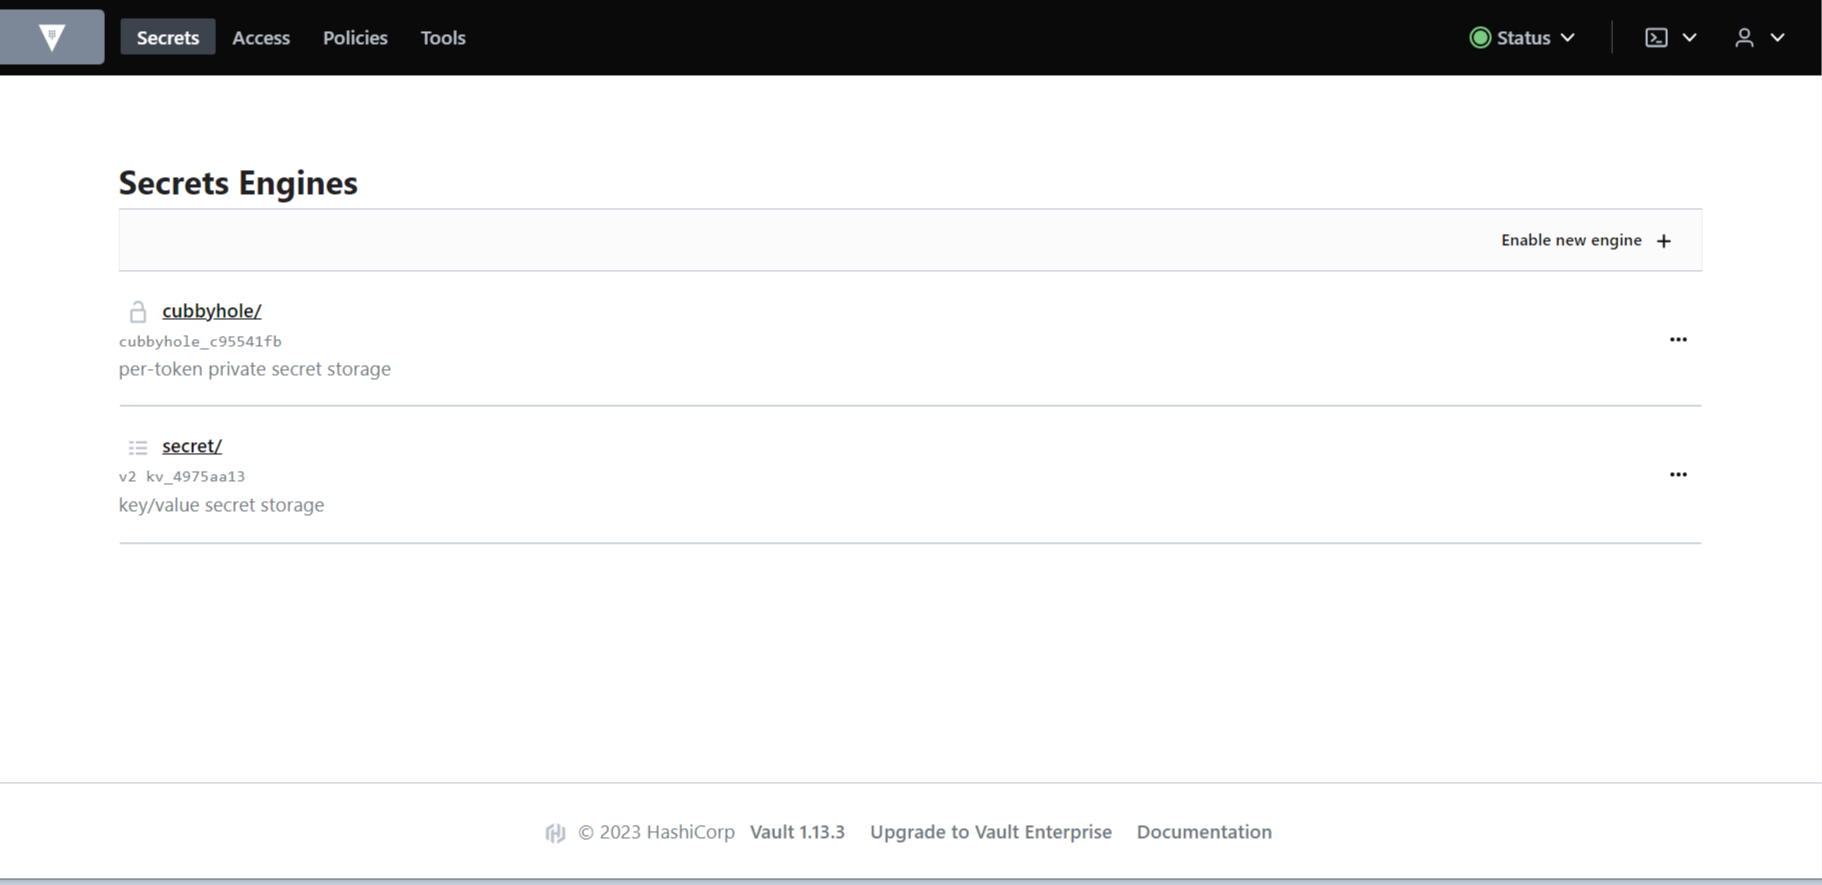 Secrets Access Policies Tools Status
Secrets Engines
Enable new engine
cubbyhole/
cubbyhole_c95541fb
per-token private secret storage
secret/
v2 kv_4975aa13
key/value secret storage
© 2023 HashiCorp Vault 1.13.3 Upgrade to Vault Enterprise Documentation